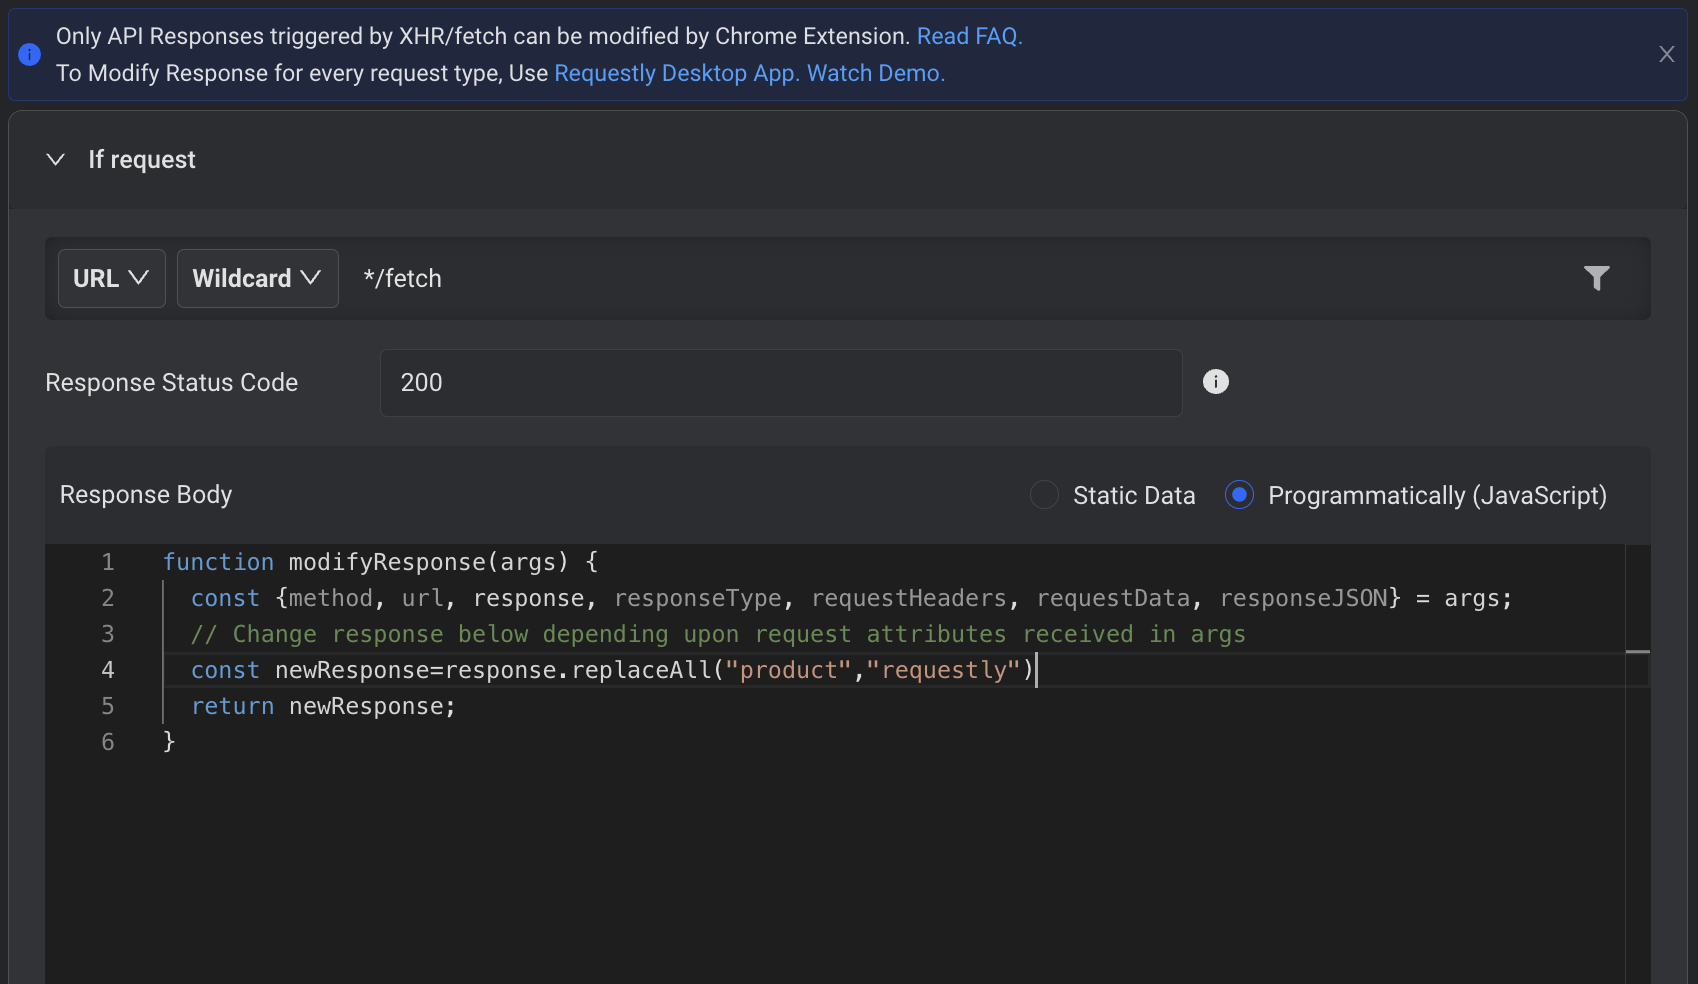 Only API Responses triggered by XHR/fetch can be modified by Chrome Extension. Read FAQ.
To Modify Response for every request type, Use Requestly Desktop App. Watch Demo.
If request
URL Wildcard */fetch
Response Status Code 200
Response Body Static Data Programmatically (JavaScript)
1 function modifyResponse(args) {
2 const {method, url, response, responseType, requestHeaders, requestData, responseJSON} = args;
3 // Change response below depending upon request attributes received in args
4 const newResponse=response.replaceAll("product","requestly")
5 return newResponse;
6 }